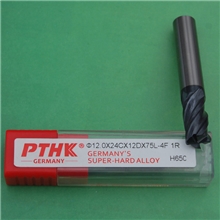 PTHK
GERMANY
Φ12.0X24CX12DX75L-4F 1R
GERMANY'S
SUPER-HARD ALLOY
H65C